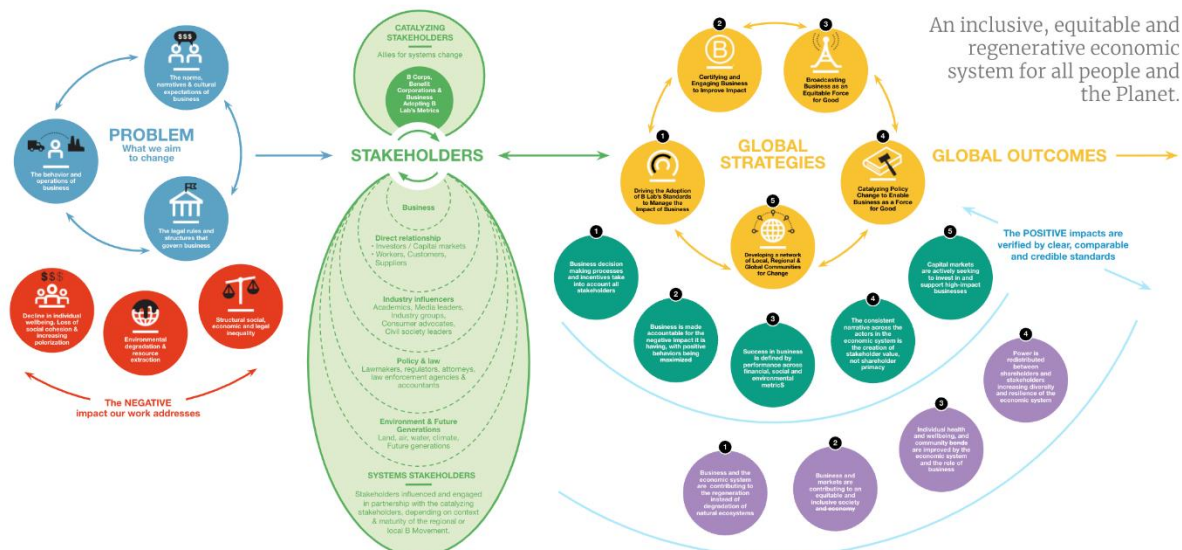 $$$
The norms,
narratives & cultural
expectations of
business
PROBLEM
What we aim
to change
The behavior and
operations of
business
The legal rules and
structures that
govern business
$$$
Decline in individual
wellbeing. Loss of
social cohesion &
increasing
polorization
Environmental
degradation &
resource
extraction
Structural social,
economic and legal
inequality
The NEGATIVE
impact our work addresses
CATALYZING
STAKEHOLDERS
Allies for systems change
B Corps,
Benefit
Corporations &
Business
Adopting B
Lab's Metrics
STAKEHOLDERS
Business
Direct relationship
- Investors / Capital markets
- Workers, Customers,
Suppliers
Industry influencers
Academics, Media leaders,
Industry groups,
Consumer advocates,
Civil society leaders
Policy & law
Lawmakers, regulators, attorneys,
law enforcement agencies &
accountants
Environment & Future
Generations
Land, air, water, climate,
Future generations
SYSTEMS STAKEHOLDERS
Stakeholders influenced and engaged
in partnership with the catalyzing
stakeholders, depending on context
& maturity of the regional or
local B Movement.
GLOBAL
STRATEGIES
1
Driving the Adoption
of B Lab's Standards
to Manage the
Impact of Business
2
B
Certifying and
Engaging Business
to Improve Impact
3
Broadcasting
Business as an
Equitable Force
for Good
4
Catalyzing Policy
Change to Enable
Business as a Force
for Good
5
Developing a network
of Local, Regional &
Global Communities
for Change
An inclusive, equitable and
regenerative economic
system for all people and
the Planet.
GLOBAL OUTCOMES
The POSITIVE impacts are
verified by clear, comparable
and credible standards
1
Business decision
making processes
and incentives take
into account all
stakeholders
2
Business is made
accountable for the
negative impact it is
having, with positive
behaviors being
maximized
3
Success in business
is defined by
performance across
financial, social and
environmental
metric$
4
The consistent
narrative across the
actors in the
economic system is
the creation of
stakeholder value,
not shareholder
primacy
5
Capital markets
are actively seeking
to invest in and
support high-impact
businesses
1
Business and the
economic system
are contributing to
the regeneration
instead of
degradation of
natural ecosystems
2
Business and
markets are
contributing to an
equitable and
inclusive society
and economy
3
Individual health
and wellbeing, and
community bonds
are improved by the
economic system
and the role of
business
4
Power is
redistributed
between
shareholders and
stakeholders
increasing diversity
and resilience of the
economic system